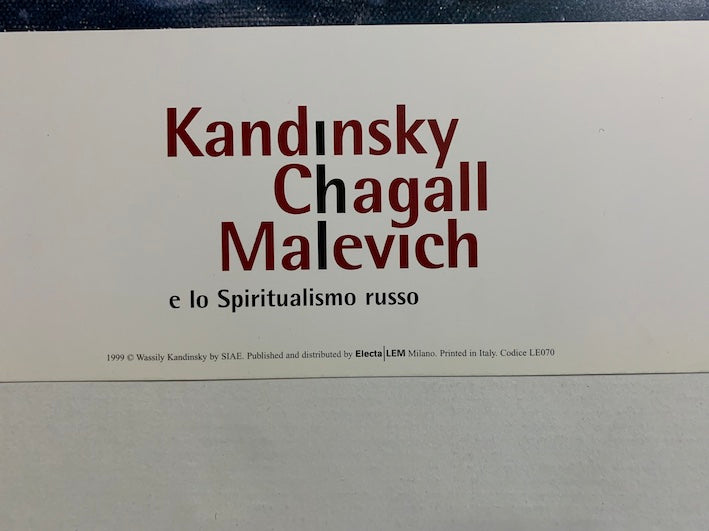 Kandinsky
Chagall
Malevich
e lo Spiritualismo russo
1999 © Wassily Kandinsky by SIAE. Published and distributed by Electa|LEM Milano. Printed in Italy. Codice LE070